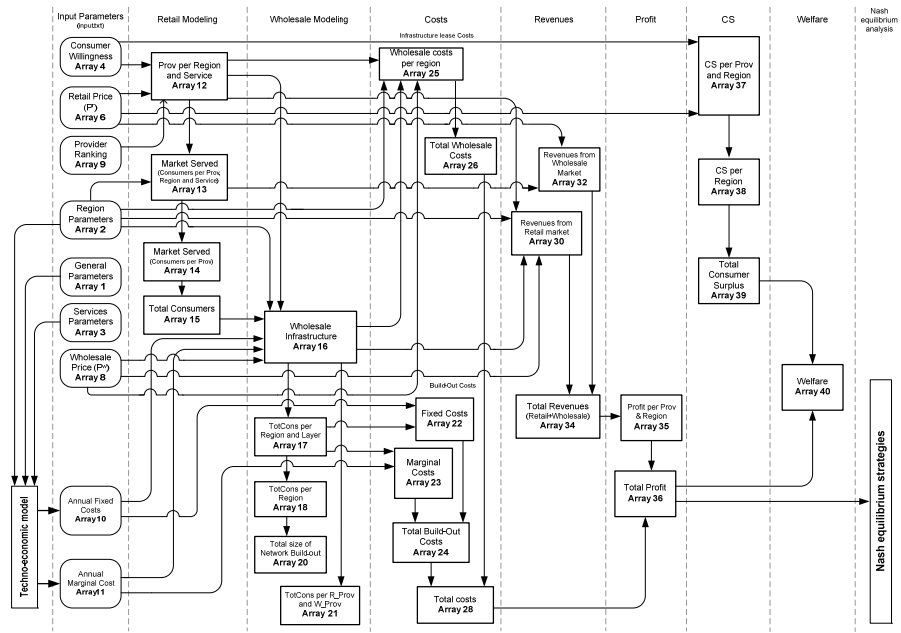 Input Parameters
(input.txt)
Retail Modeling
Wholesale Modeling
Costs
Revenues
Profit
CS
Welfare
Nash
equilibrium
analysis
Infrastructure lease Costs
Consumer
Willingness
Array 4
Retail Price
(Pʳ)
Array 6
Provider
Ranking
Array 9
Region
Parameters
Array 2
General
Parameters
Array 1
Services
Parameters
Array 3
Wholesale
Price (Pʷ)
Array 8
Annual Fixed
Costs
Array10
Annual
Marginal Cost
Array11
Techno-economic model
Prov per Region
and Service
Array 12
Market Served
(Consumers per Prov,
Region and Service)
Array 13
Market Served
(Consumers per Prov)
Array 14
Total Consumers
Array 15
Wholesale
Infrastructure
Array 16
TotCons per
Region and Layer
Array 17
TotCons per
Region
Array 18
Total size of
Network Build-out
Array 20
TotCons per R_Prov
and W_Prov
Array 21
Wholesale costs
per region
Array 25
Total Wholesale
Costs
Array 26
Build-Out Costs
Fixed Costs
Array 22
Marginal
Costs
Array 23
Total Build-Out
Costs
Array 24
Total costs
Array 28
Revenues from
Wholesale
Market
Array 32
Revenues from
Retail market
Array 30
Total Revenues
(Retail+Wholesale)
Array 34
Profit per Prov
& Region
Array 35
Total Profit
Array 36
CS per Prov
and Region
Array 37
CS per
Region
Array 38
Total
Consumer
Surplus
Array 39
Welfare
Array 40
Nash equilibrium strategies